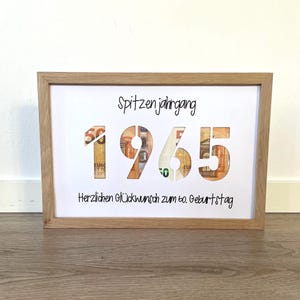 Spitzenjahrgang
1965
Herzlichen Glückwunsch zum 60. Geburtstag